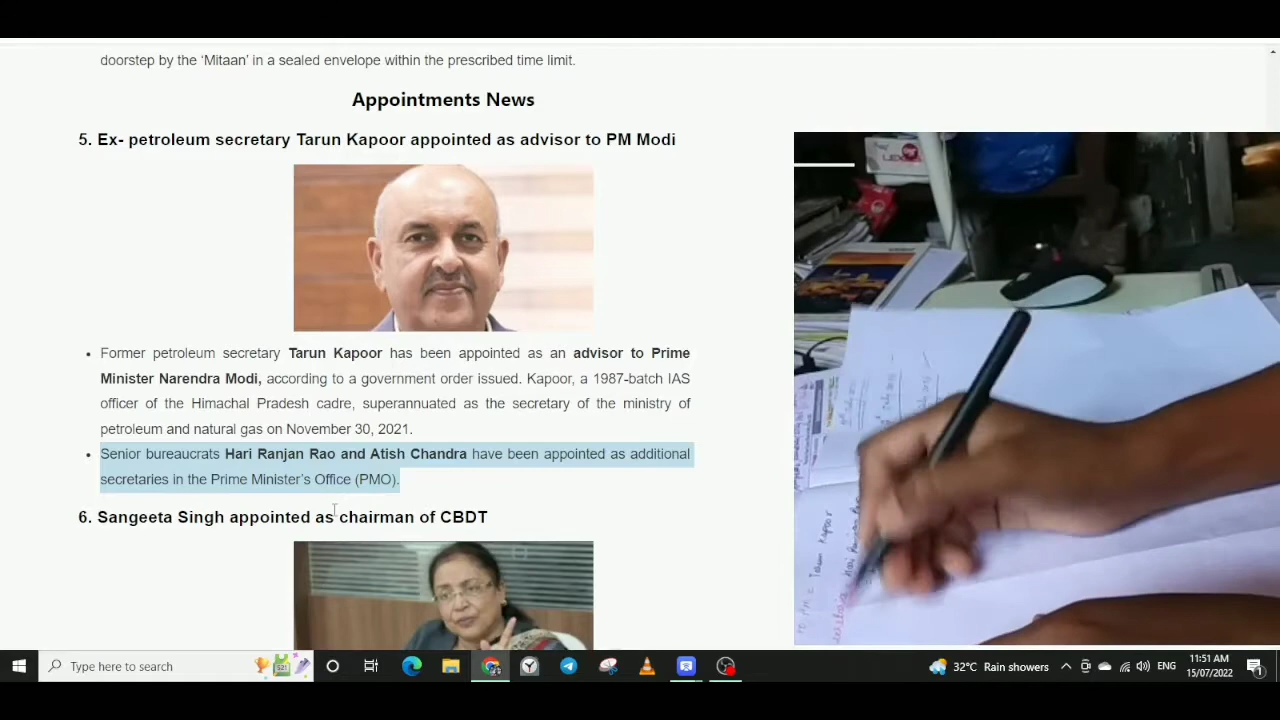 doorstep by the ‘Mitaan’ in a sealed envelope within the prescribed time limit.
Appointments News
5. Ex- petroleum secretary Tarun Kapoor appointed as advisor to PM Modi
• Former petroleum secretary Tarun Kapoor has been appointed as an advisor to Prime
Minister Narendra Modi, according to a government order issued. Kapoor, a 1987-batch IAS
officer of the Himachal Pradesh cadre, superannuated as the secretary of the ministry of
petroleum and natural gas on November 30, 2021.
• Senior bureaucrats Hari Ranjan Rao and Atish Chandra have been appointed as additional
secretaries in the Prime Minister’s Office (PMO).
6. Sangeeta Singh appointed as chairman of CBDT
Tarun Kapoor
Hari Ranjan
Type here to search
32°C Rain showers
ENG
11:51 AM
15/07/2022